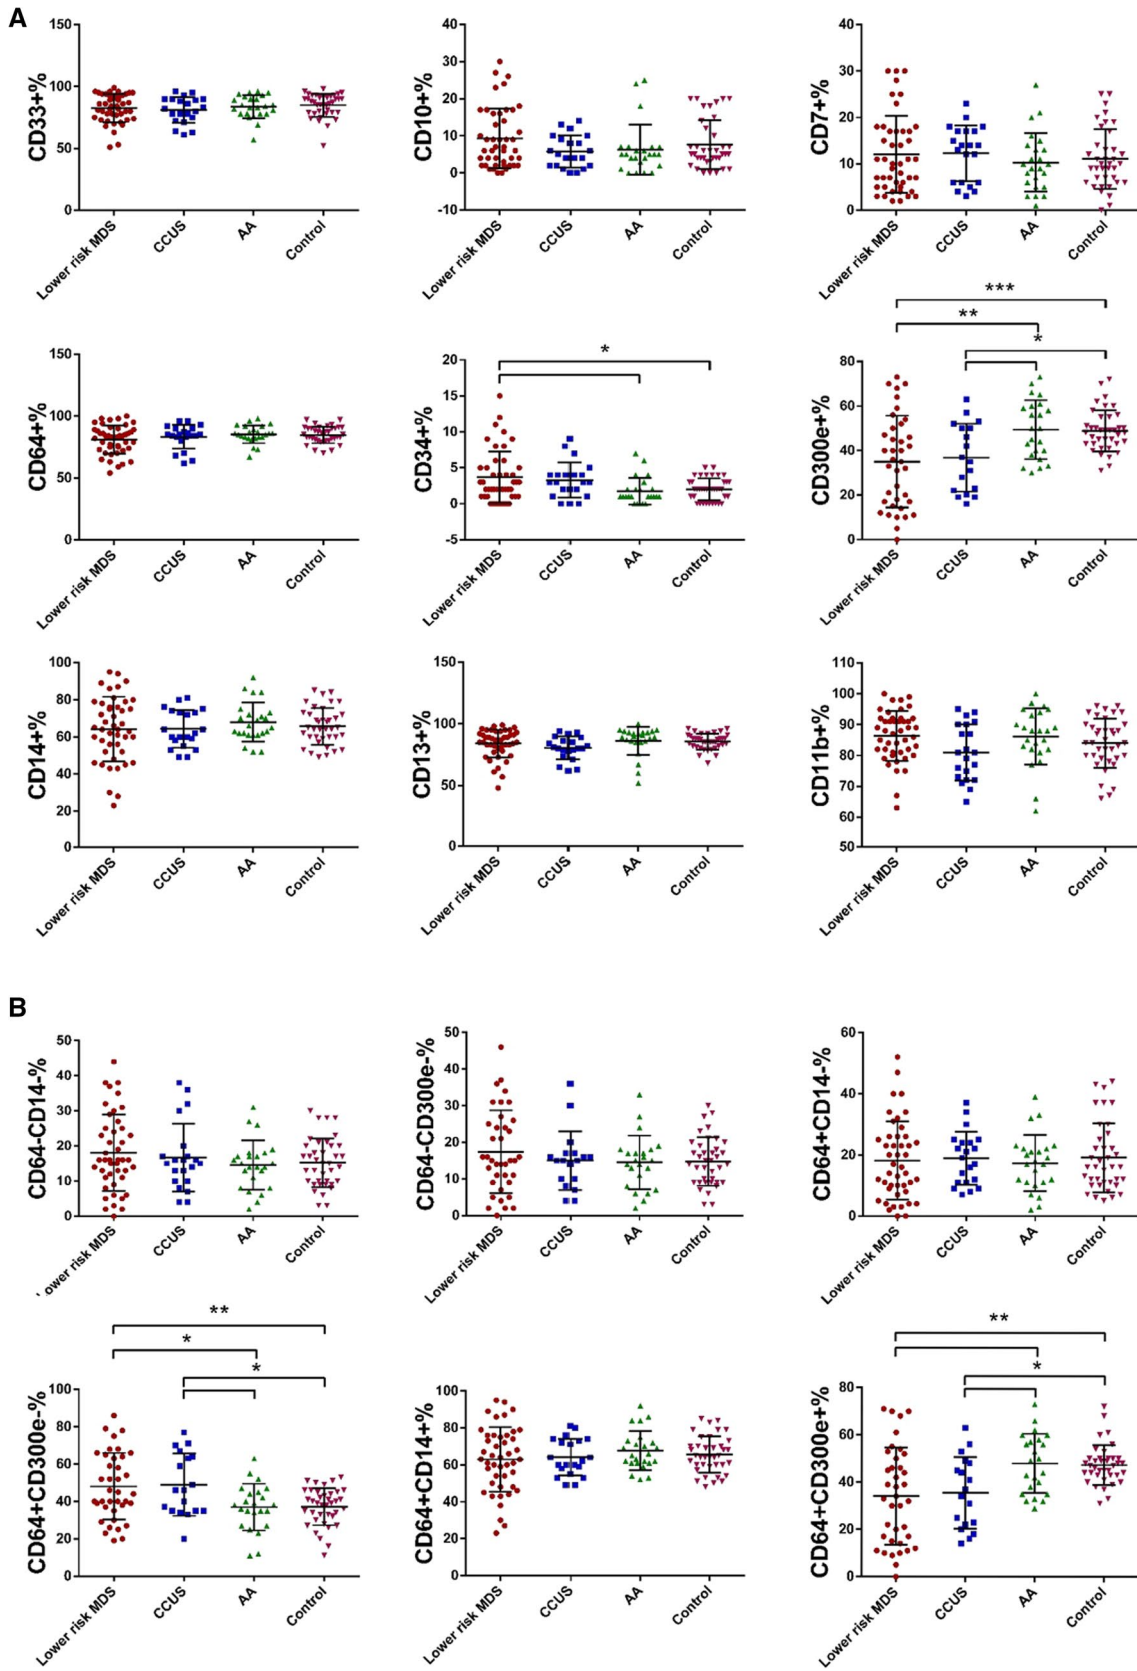 A
CD33+%
150
100
50
0
Lower risk MDS
CCUS
AA
Control
CD10+%
40
30
20
10
0
-10
Lower risk MDS
CCUS
AA
Control
CD7+%
40
30
20
10
0
Lower risk MDS
CCUS
AA
Control
CD64+%
150
100
50
0
Lower risk MDS
CCUS
AA
Control
*
CD34+%
20
15
10
5
0
-5
Lower risk MDS
CCUS
AA
Control
***
**
*
CD300e+%
80
60
40
20
0
Lower risk MDS
CCUS
AA
Control
CD14+%
100
80
60
40
20
0
Lower risk MDS
CCUS
AA
Control
CD13+%
150
100
50
0
Lower risk MDS
CCUS
AA
Control
CD11b+%
110
100
90
80
70
60
50
Lower risk MDS
CCUS
AA
Control
B
CD64-CD14-%
50
40
30
20
10
0
ower risk MDS
CCUS
AA
Control
CD64-CD300e-%
50
40
30
20
10
0
Lower risk MDS
CCUS
AA
Control
CD64+CD14-%
60
40
20
0
Lower risk MDS
CCUS
AA
Control
**
*
*
CD64+CD300e-%
100
80
60
40
20
0
Lower risk MDS
CCUS
AA
Control
CD64+CD14+%
100
80
60
40
20
0
Lower risk MDS
CCUS
AA
Control
**
*
CD64+CD300e+%
80
60
40
20
0
Lower risk MDS
CCUS
AA
Control